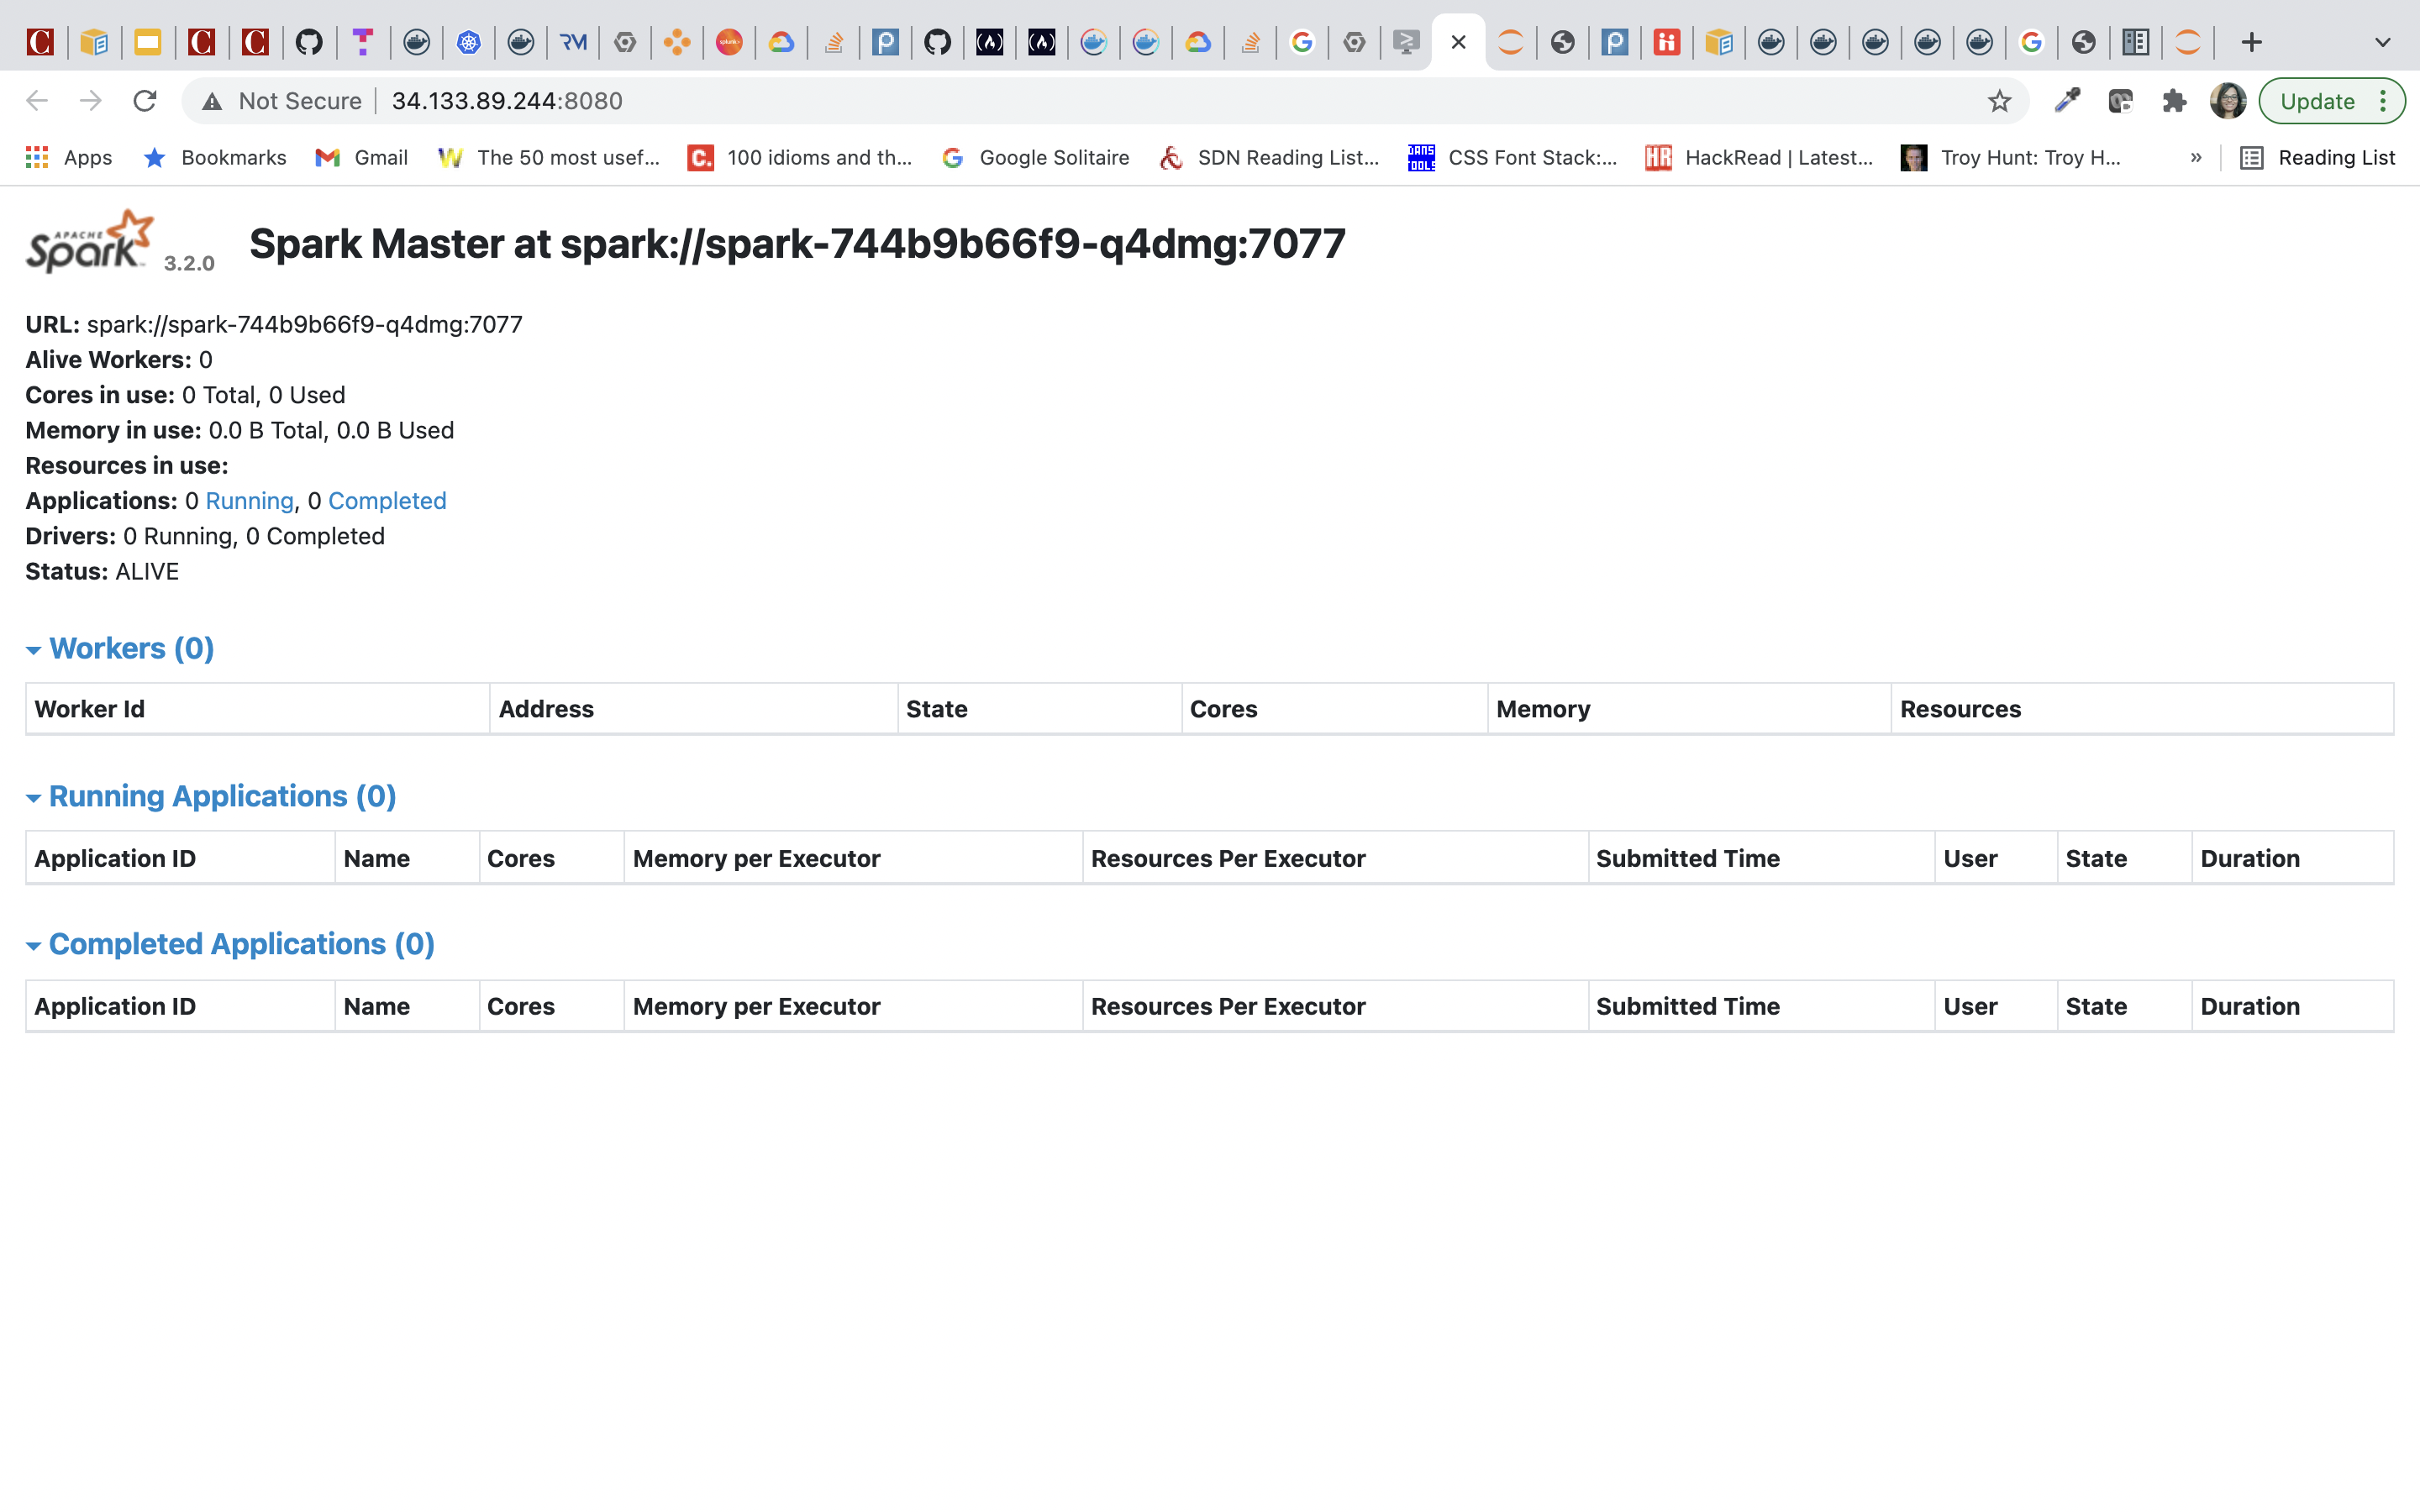 Not Secure 34.133.89.244:8080
Update
Apps Bookmarks Gmail The 50 most usef... 100 idioms and th... Google Solitaire SDN Reading List... CSS Font Stack:... HackRead | Latest... Troy Hunt: Troy H... » Reading List
APACHE Spark 3.2.0 Spark Master at spark://spark-744b9b66f9-q4dmg:7077
URL: spark://spark-744b9b66f9-q4dmg:7077
Alive Workers: 0
Cores in use: 0 Total, 0 Used
Memory in use: 0.0 B Total, 0.0 B Used
Resources in use:
Applications: 0 Running, 0 Completed
Drivers: 0 Running, 0 Completed
Status: ALIVE
Workers (0)
Worker Id Address State Cores Memory Resources
Running Applications (0)
Application ID Name Cores Memory per Executor Resources Per Executor Submitted Time User State Duration
Completed Applications (0)
Application ID Name Cores Memory per Executor Resources Per Executor Submitted Time User State Duration